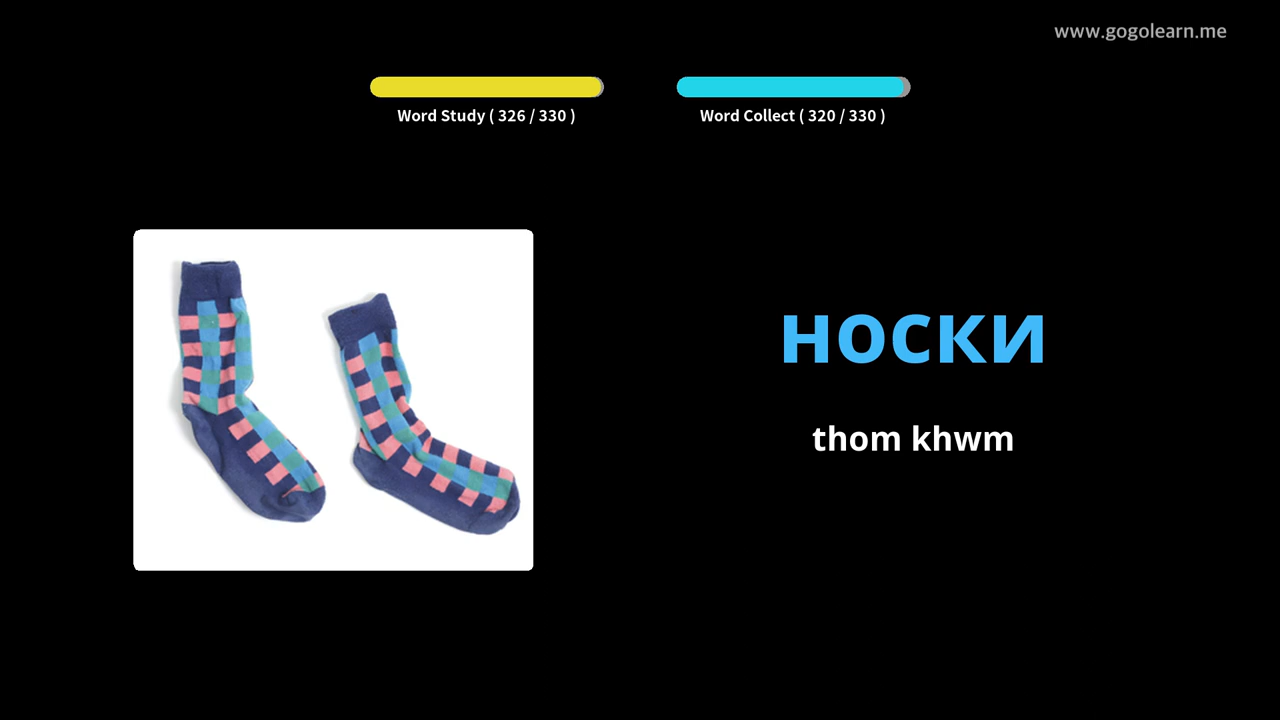 www.gogolearn.me
Word Study ( 326 / 330 )
Word Collect ( 320 / 330 )
носки
thom khwm